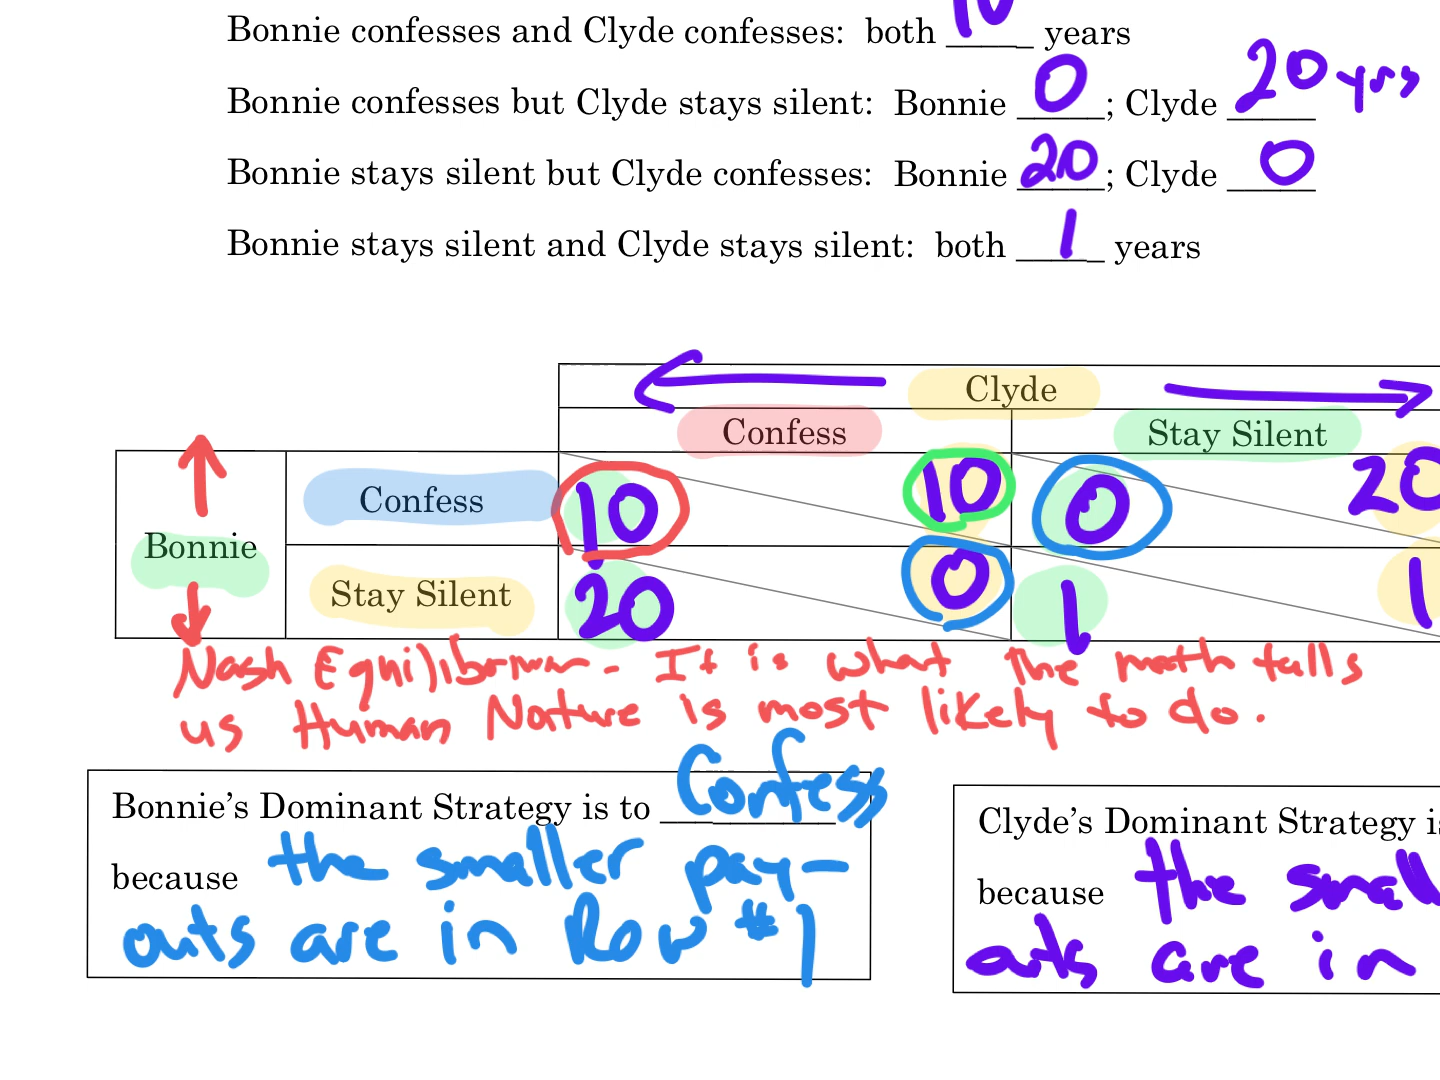 Bonnie confesses and Clyde confesses: both 10 years
Bonnie confesses but Clyde stays silent: Bonnie 0; Clyde 20 yrs
Bonnie stays silent but Clyde confesses: Bonnie 20; Clyde 0
Bonnie stays silent and Clyde stays silent: both 1 years
Clyde
Confess Stay Silent
Bonnie
Confess 10 10 0 20
Stay Silent 20 0 1 1
Nash Equilibrium - It is what the math tells
us Human Nature is most likely to do.
Bonnie's Dominant Strategy is to Confess
because the smaller pay-
outs are in Row #1
Clyde's Dominant Strategy is
because the small
outs are in